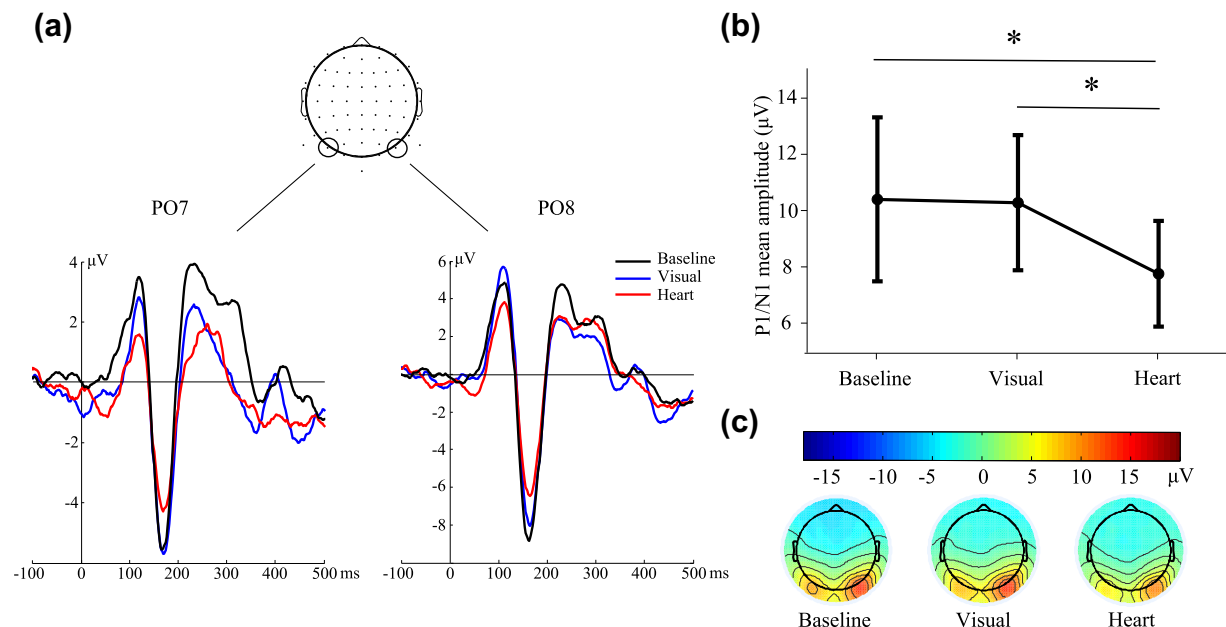 (a)
PO7
PO8
µV
4
2
-2
-4
-100 0 100 200 300 400 500 ms
µV
6
4
2
-2
-4
-6
-8
-100 0 100 200 300 400 500 ms
Baseline
Visual
Heart
(b)
*
*
P1/N1 mean amplitude (µV)
14
12
10
8
6
Baseline Visual Heart
(c)
-15 -10 -5 0 5 10 15 µV
Baseline Visual Heart